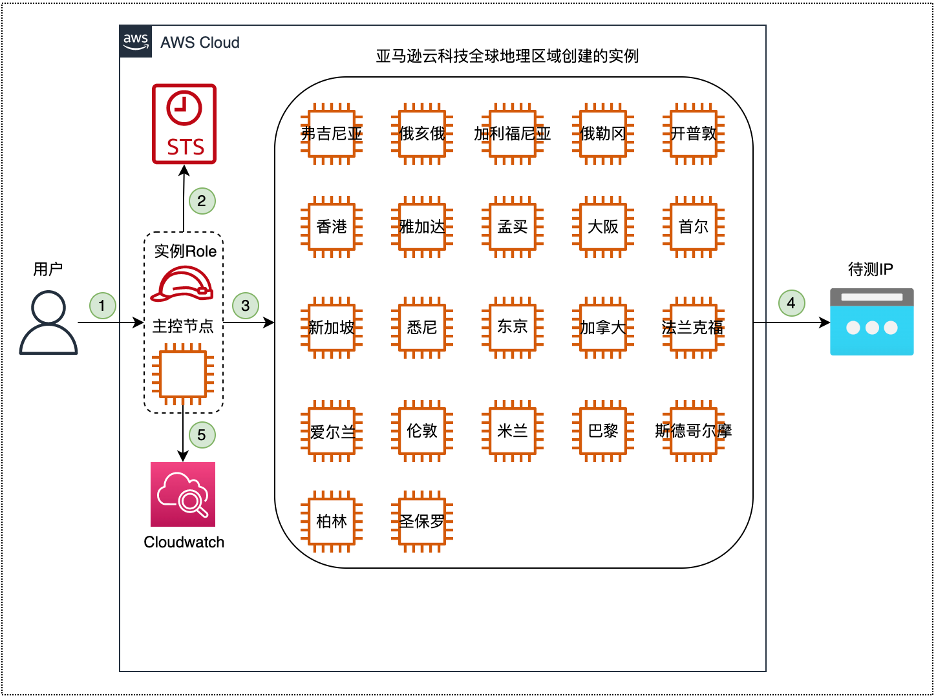 aws
AWS Cloud
亚马逊云科技全球地理区域创建的实例
STS
2
实例Role
用户
1
主控节点
3
5
Cloudwatch
弗吉尼亚
俄亥俄
加利福尼亚
俄勒冈
开普敦
香港
雅加达
孟买
大阪
首尔
新加坡
悉尼
东京
加拿大
法兰克福
爱尔兰
伦敦
米兰
巴黎
斯德哥尔摩
柏林
圣保罗
4
待测IP